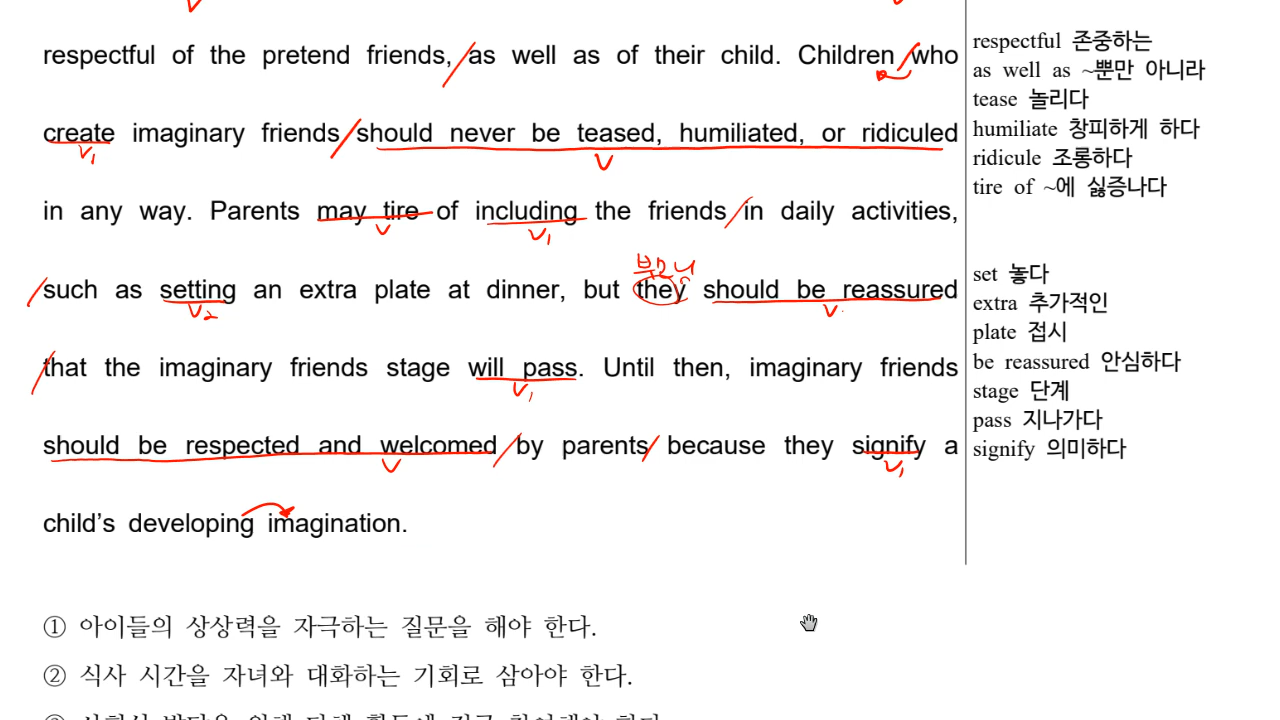 respectful of the pretend friends, as well as of their child. Children who
create imaginary friends should never be teased, humiliated, or ridiculed
in any way. Parents may tire of including the friends in daily activities,
부모님
such as setting an extra plate at dinner, but they should be reassured
that the imaginary friends stage will pass. Until then, imaginary friends
should be respected and welcomed by parents because they signify a
child's developing imagination.
respectful 존중하는
as well as ~뿐만 아니라
tease 놀리다
humiliate 창피하게 하다
ridicule 조롱하다
tire of ~에 싫증나다
set 놓다
extra 추가적인
plate 접시
be reassured 안심하다
stage 단계
pass 지나가다
signify 의미하다
① 아이들의 상상력을 자극하는 질문을 해야 한다.
② 식사 시간을 자녀와 대화하는 기회로 삼아야 한다.